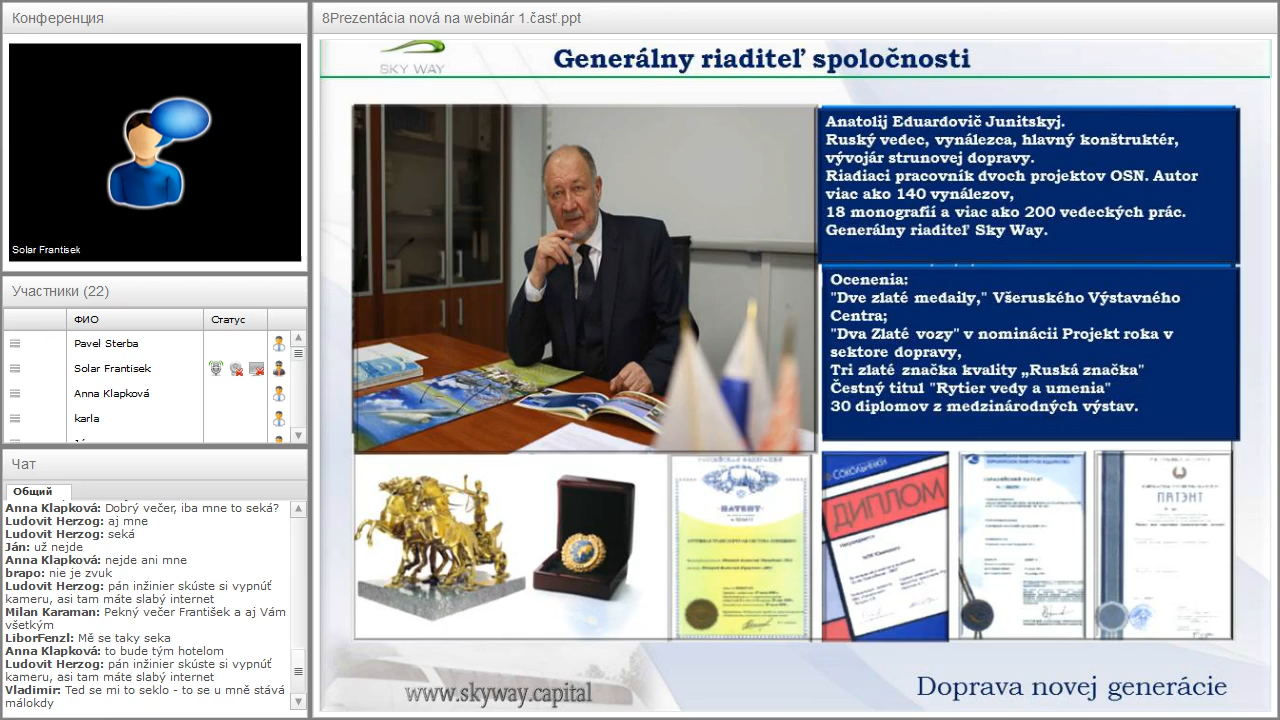 Конференция
Solar Frantisek
Участники (22)
ФИО
Статус
Pavel Sterba
Solar Frantisek
Anna Klapková
karla
Чат
Общий
Anna Klapková: Dobrý večer, iba mne to seká?
Ludovit Herzog: aj mne
Ludovit Herzog: seká
Ján: už nejde
Adhetornator: nejde ani mne
burdova: nie je zvuk
Ludovit Herzog: pán inžinier skúste si vypnúť
kameru, asi tam máte slabý internet
večer František a aj Vám
všetkým
LiborFenzl: Mě se taky seka
Anna Klapková: to bude tým hotelom
Ludovit Herzog: pán inžinier skúste si vypnúť
kameru, asi tam máte slabý internet
Vladimir: Ted se mi to seklo - to se u mně stává
málokdy
8Prezentácia nová na webinár 1.časť.ppt
SKY WAY
Generálny riaditeľ spoločnosti
Anatolij Eduardovič Junitskyj.
Ruský vedec, vynálezca, hlavný konštruktér,
vývojár strunovej dopravy.
Riadiaci pracovník dvoch projektov OSN. Autor
viac ako 140 vynálezov,
18 monografií a viac ako 200 vedeckých prác.
Generálny riaditeľ Sky Way.
Ocenenia:
"Dve zlaté medaily," Všeruského Výstavného
Centra;
"Dva Zlaté vozy" v nominácii Projekt roka v
sektore dopravy,
Tri zlaté značka kvality „Ruská značka"
Čestný titul "Rytier vedy a umenia"
30 diplomov z medzinárodných výstav.
ПАТЕНТ
СОКОЛЬНИКИ
ДИПЛОМ
ПАТЭНТ
www.skyway.capital
Doprava novej generácie